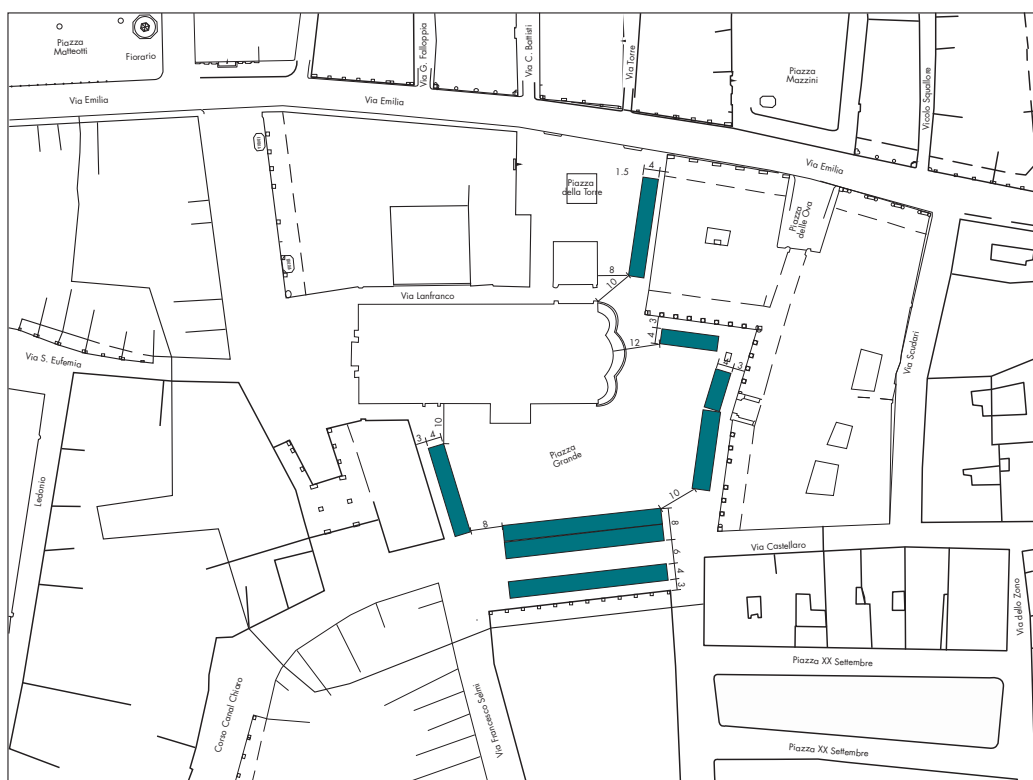 Piazza
Matteotti
Fiorario
Via G. Falloppia
Via C. Battisti
Via Torre
Piazza
Mazzini
Vicolo Squallore
Via Emilia
Via Emilia
Via Emilia
4
1.5
Piazza
della Torre
Piazza
delle Ova
8
10
Via Lanfranco
3
4
12
4
3
Via S. Eufemia
Via Scudari
10
3
4
Piazza
Grande
Ledonio
10
8
8
6
4
3
Via Castellaro
Via dello Zono
Piazza XX Settembre
Corso Canal Chiaro
Via Francesco Selmi
Piazza XX Settembre